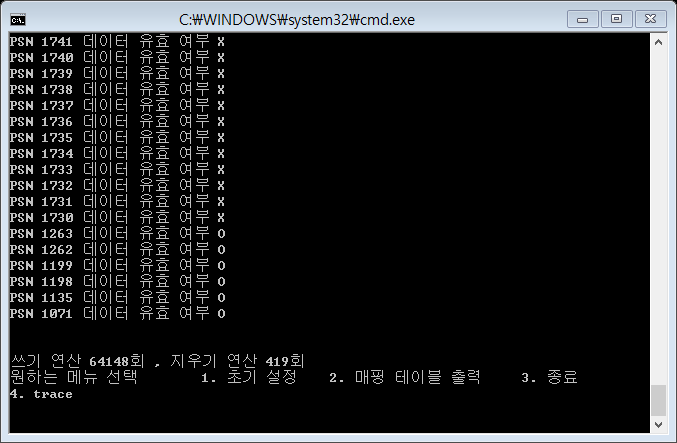 C:₩WINDOWS₩system32₩cmd.exe
PSN 1741 데이터 유효 여부 X
PSN 1740 데이터 유효 여부 X
PSN 1739 데이터 유효 여부 X
PSN 1738 데이터 유효 여부 X
PSN 1737 데이터 유효 여부 X
PSN 1736 데이터 유효 여부 X
PSN 1735 데이터 유효 여부 X
PSN 1734 데이터 유효 여부 X
PSN 1733 데이터 유효 여부 X
PSN 1732 데이터 유효 여부 X
PSN 1731 데이터 유효 여부 X
PSN 1730 데이터 유효 여부 X
PSN 1263 데이터 유효 여부 O
PSN 1262 데이터 유효 여부 O
PSN 1199 데이터 유효 여부 O
PSN 1198 데이터 유효 여부 O
PSN 1135 데이터 유효 여부 O
PSN 1071 데이터 유효 여부 O
쓰기 연산 64148회 , 지우기 연산 419회
원하는 메뉴 선택 1. 초기 설정 2. 매핑 테이블 출력 3. 종료
4. trace